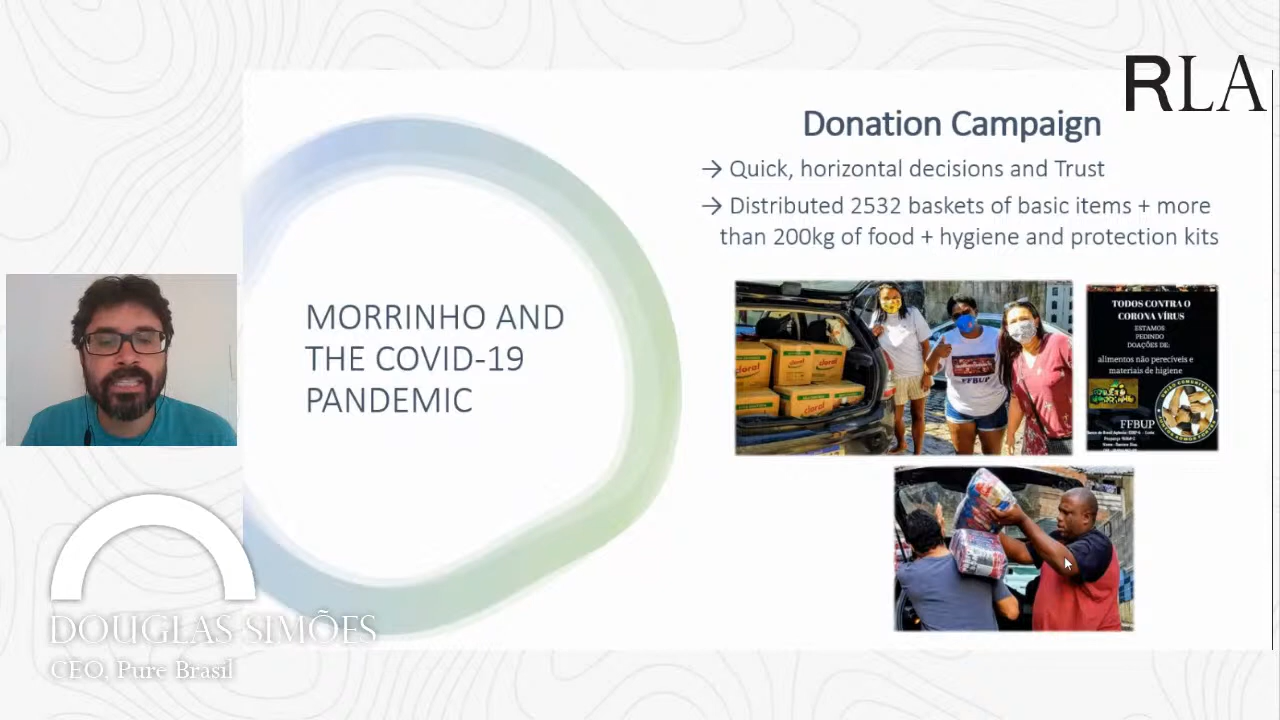 RLA
Donation Campaign
→ Quick, horizontal decisions and Trust
→ Distributed 2532 baskets of basic items + more
than 200kg of food + hygiene and protection kits
MORRINHO AND
THE COVID-19
PANDEMIC
cloral
cloral
FFBUP
TODOS CONTRA O
CORONA VÍRUS
ESTAMOS
PEDINDO
DOAÇÕES DE:
alimentos não perecíveis e
materiais de higiene
FFBUP
DOUGLAS SIMÕES
CEO, Pure Brasil